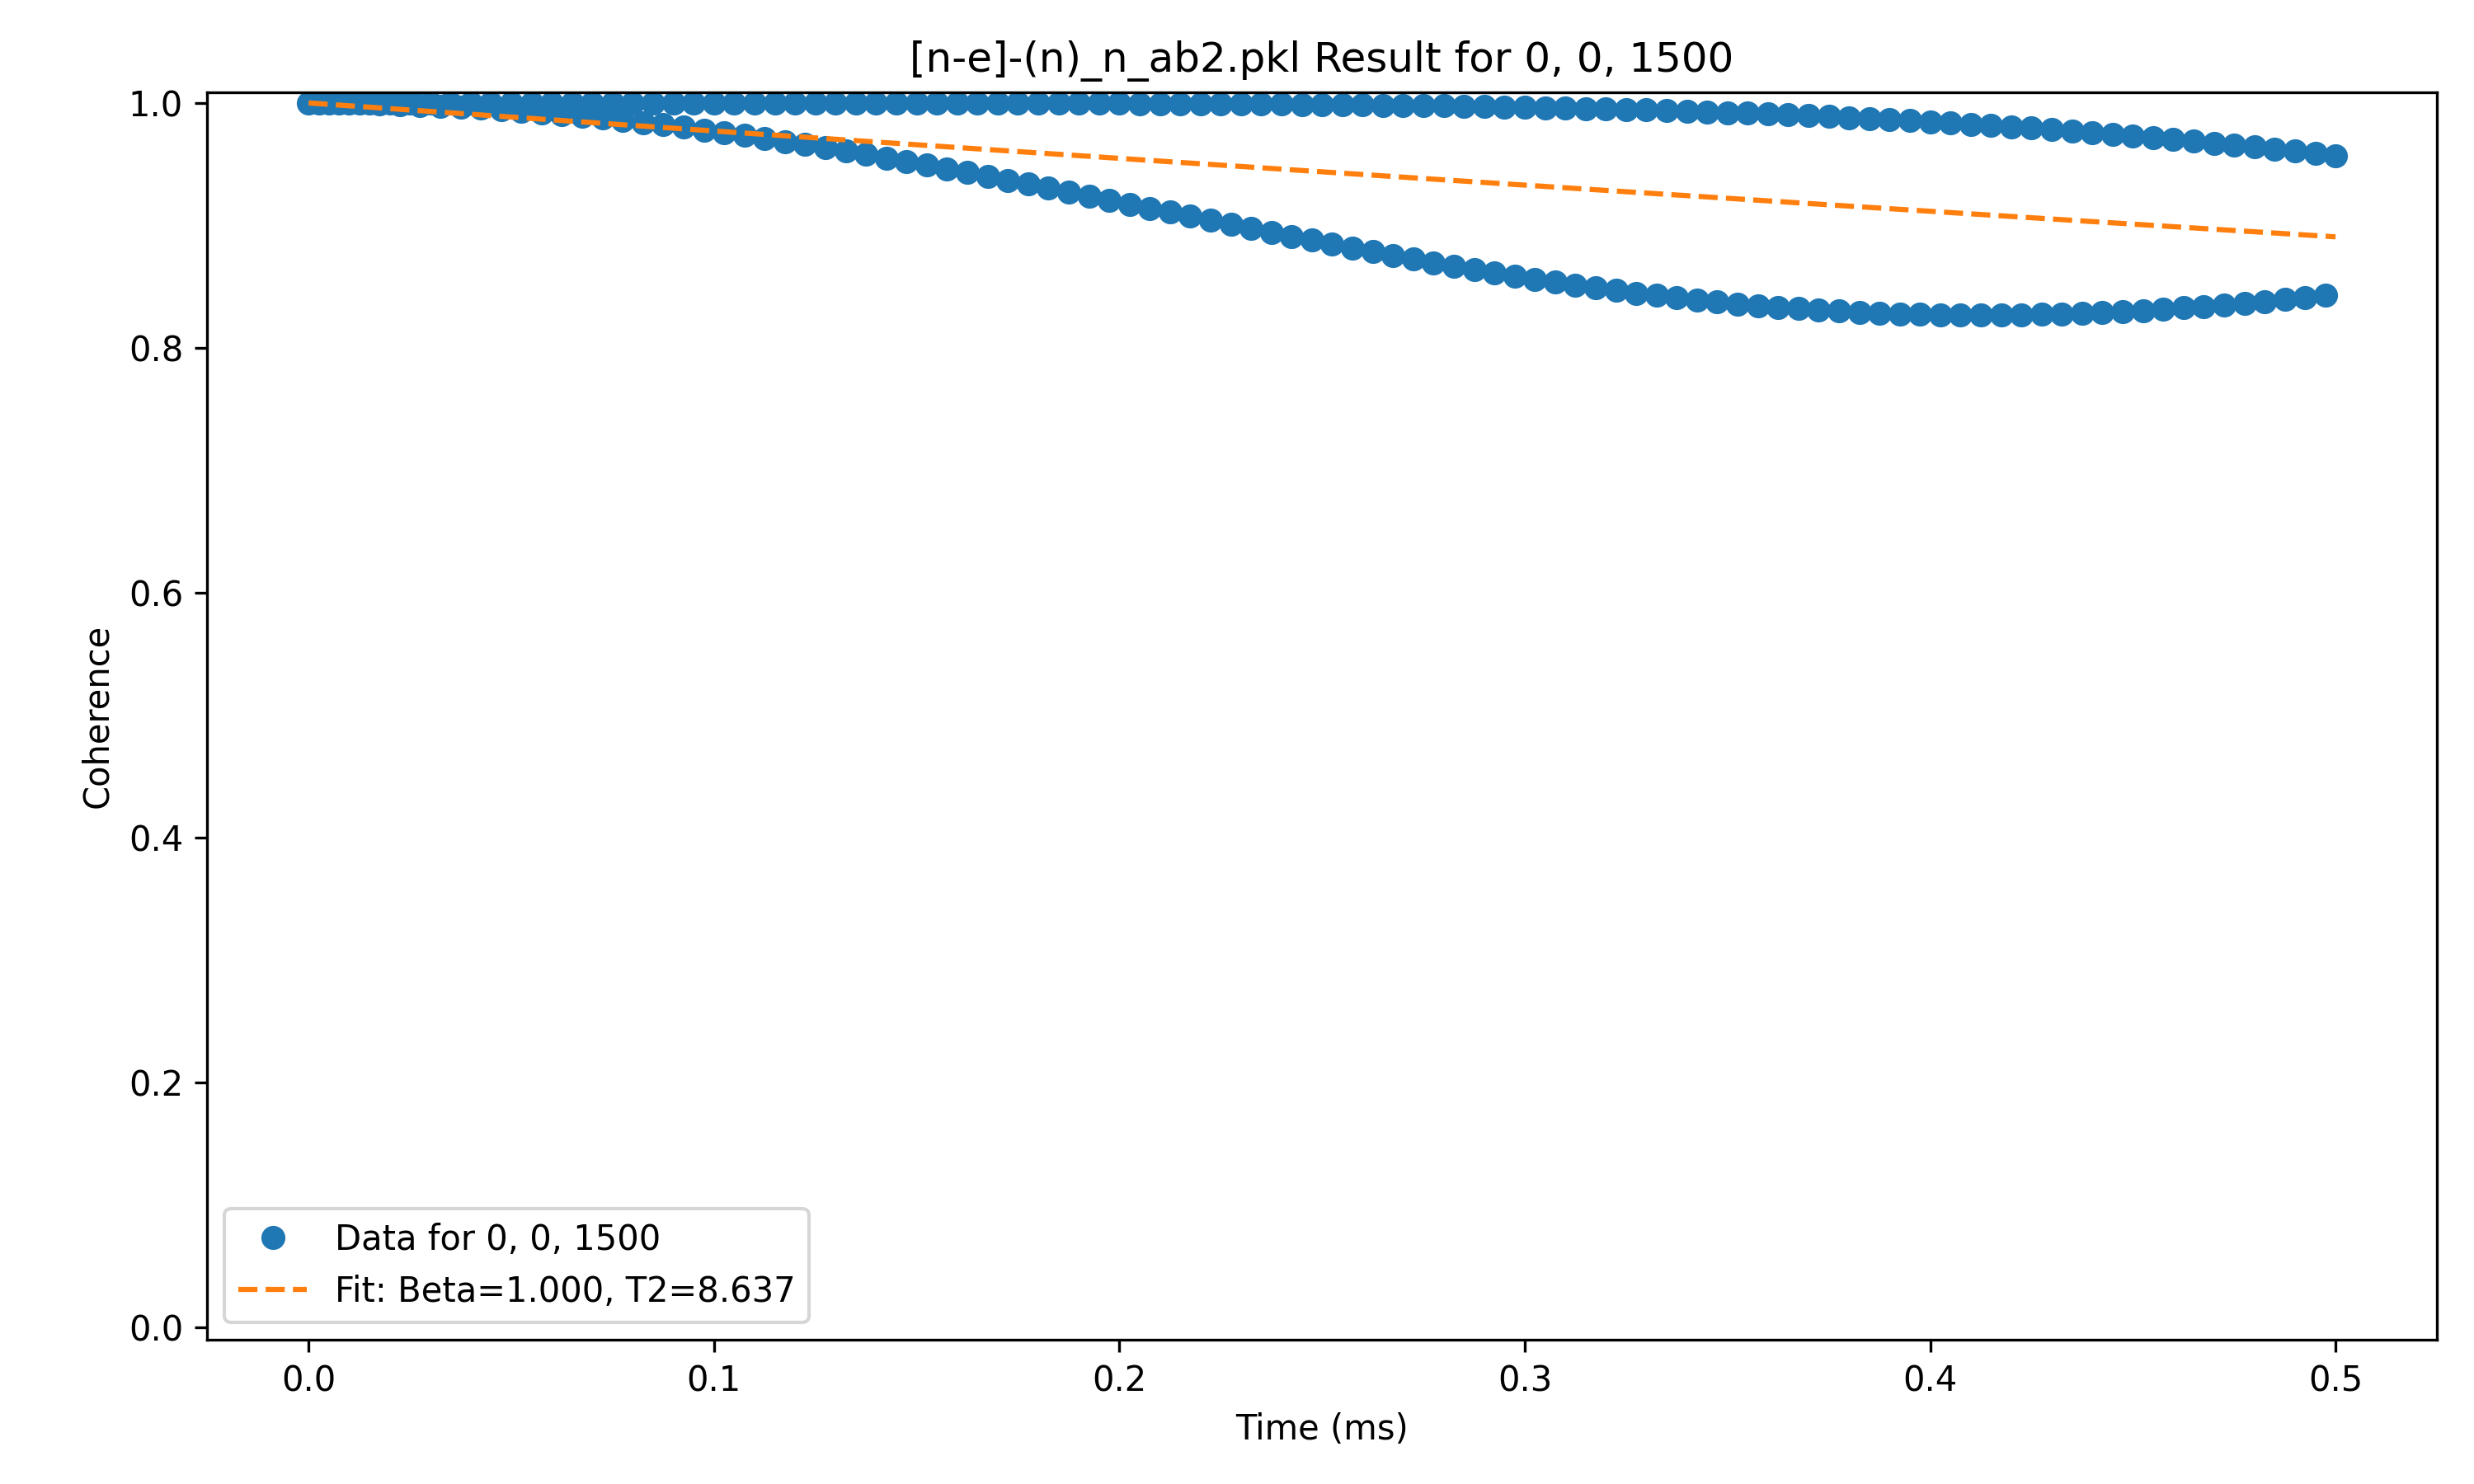 [n-e]-(n)_n_ab2.pkl Result for 0, 0, 1500
1.0
0.8
0.6
0.4
0.2
0.0
Coherence
Data for 0, 0, 1500
Fit: Beta=1.000, T2=8.637
0.0 0.1 0.2 0.3 0.4 0.5
Time (ms)